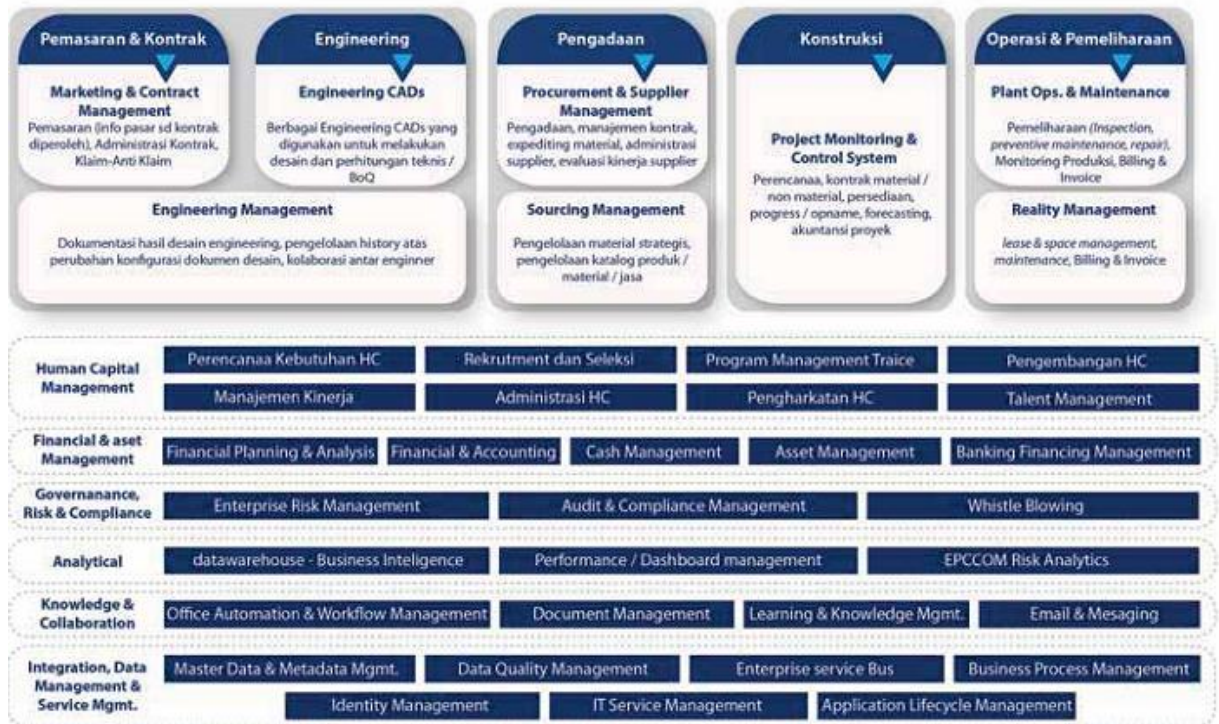 Pemasaran & Kontrak
Engineering
Pengadaan
Konstruksi
Operasi & Pemeliharaan
Marketing & Contract
Management
Pemasaran (info pasar sd kontrak
diperoleh), Administrasi Kontrak,
Klaim-Anti Klaim
Engineering CADs
Berbagai Engineering CADs yang
digunakan untuk melakukan
desain dan perhitungan teknis /
BoQ
Engineering Management
Dokumentasi hasil desain engineering, pengelolaan history atas
perubahan konfigurasi dokumen desain, kolaborasi antar enginner
Procurement & Supplier
Management
Pengadaan, manajemen kontrak,
expediting material, administrasi
supplier, evaluasi kinerja supplier
Sourcing Management
Pengelolaan material strategis,
pengelolaan katalog produk /
material / jasa
Project Monitoring &
Control System
Perencanaa, kontrak material /
non material, persediaan,
progress / opname, forecasting,
akuntansi proyek
Plant Ops. & Maintenance
Pemeliharaan (Inspection,
preventive maintenance, repair),
Monitoring Produksi, Billing &
Invoice
Reality Management
lease & space management,
maintenance, Billing & Invoice
Human Capital
Management
Perencanaa Kebutuhan HC
Rekrutment dan Seleksi
Program Management Traice
Pengembangan HC
Manajemen Kinerja
Administrasi HC
Pengharkatan HC
Talent Management
Financial & aset
Management
Financial Planning & Analysis
Financial & Accounting
Cash Management
Asset Management
Banking Financing Management
Governanance,
Risk & Compliance
Enterprise Risk Management
Audit & Compliance Management
Whistle Blowing
Analytical
datawarehouse - Business Inteligence
Performance / Dashboard management
EPCCOM Risk Analytics
Knowledge &
Collaboration
Office Automation & Workflow Management
Document Management
Learning & Knowledge Mgmt.
Email & Mesaging
Integration, Data
Management &
Service Mgmt.
Master Data & Metadata Mgmt.
Data Quality Management
Enterprise service Bus
Business Process Management
Identity Management
IT Service Management
Application Lifecycle Management